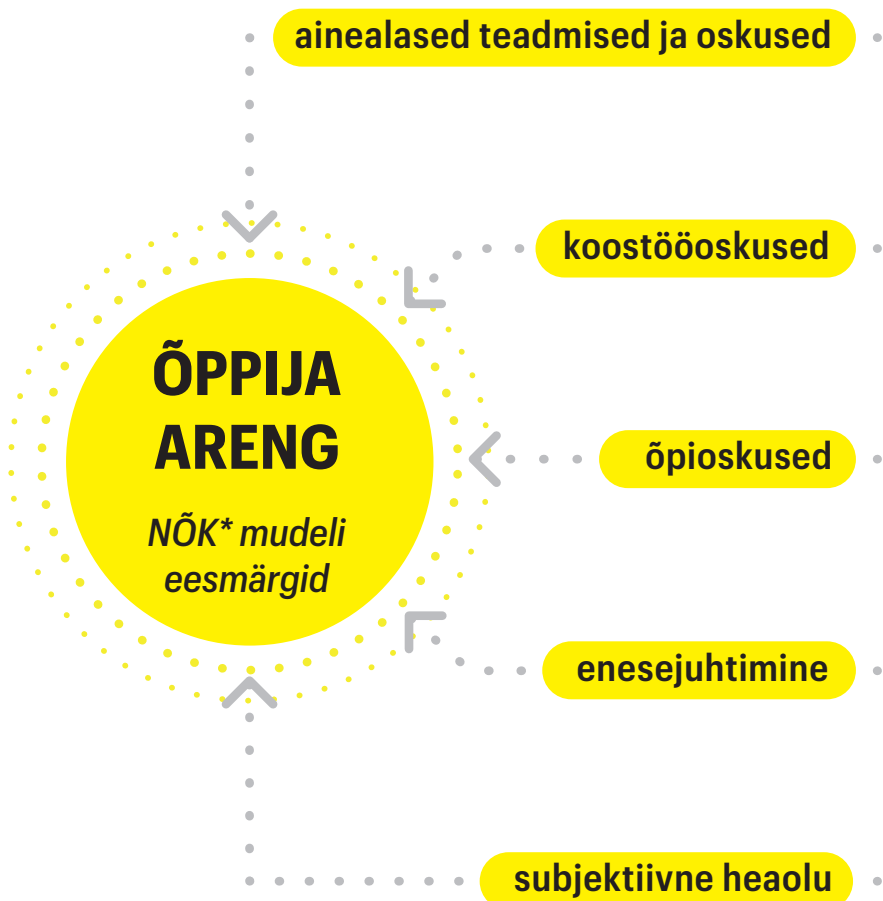 ainealased teadmised ja oskused
koostööoskused
ÕPPIJA
ARENG
NÕK* mudeli
eesmärgid
õpioskused
enesejuhtimine
subjektiivne heaolu